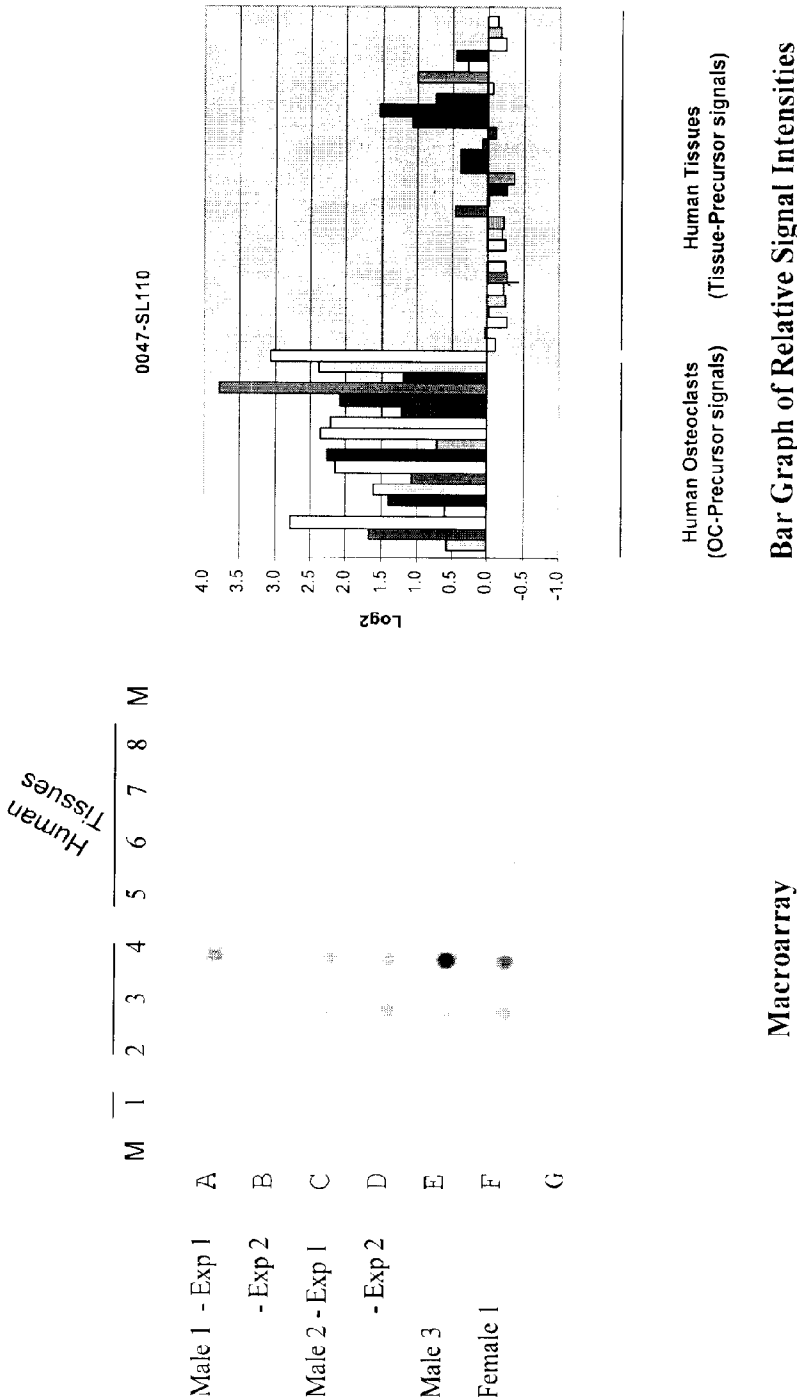 Human
Tissues
M 1 2 3 4 5 6 7 8 M
Male 1 - Exp 1 A
- Exp 2 B
Male 2 - Exp 1 C
- Exp 2 D
Male 3 E
Female 1 F
G
Macroarray
0047-SL110
Log2
4.0
3.5
3.0
2.5
2.0
1.5
1.0
0.5
0.0
-0.5
-1.0
Human Osteoclasts
(OC-Precursor signals)
Human Tissues
(Tissue-Precursor signals)
Bar Graph of Relative Signal Intensities